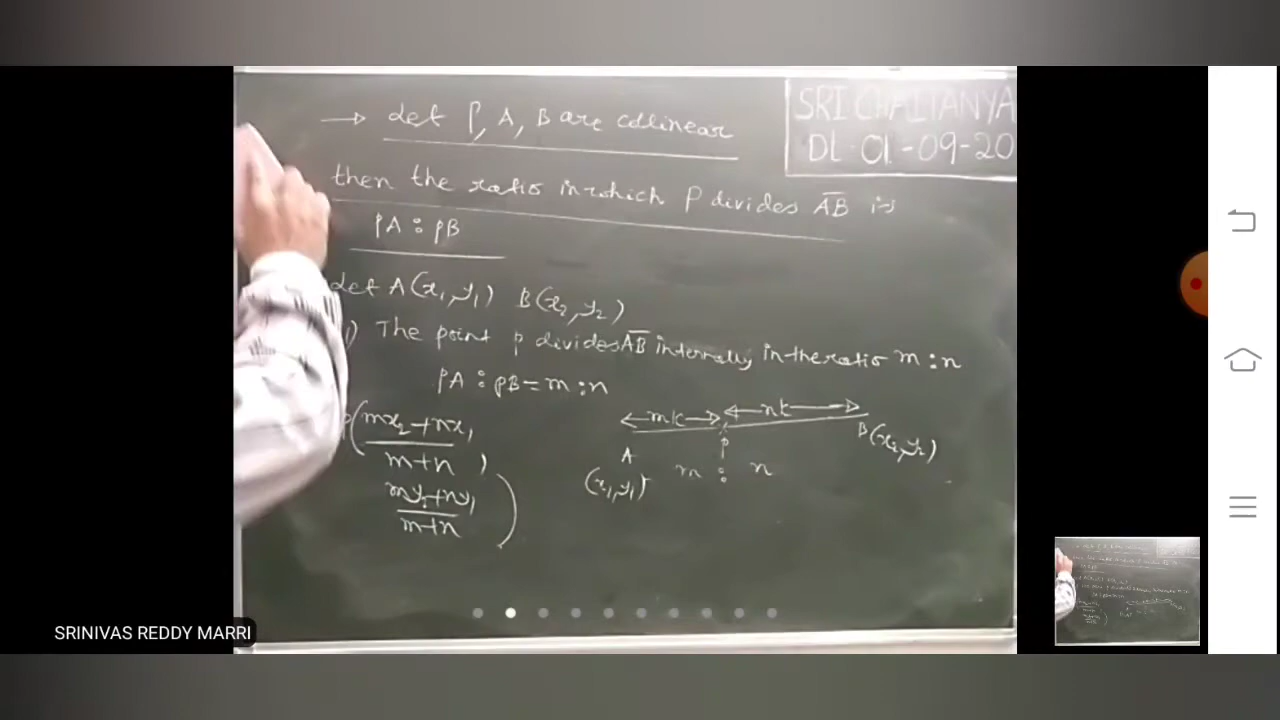 → Let P, A, B are collinear
SRI CHAITANYA
DL 01-09-20
then the ratio in which P divides A̅B̅ is
PA : PB
Let A(x₁, y₁) B(x₂, y₂)
1) The point P divides A̅B̅ internally in the ratio m : n
PA : PB = m : n
P(mx₂+nx₁
m+n )
my₂+ny₁
m+n )
mk nk
A P B(x₂, y₂)
(x₁, y₁) m : n
SRINIVAS REDDY MARRI